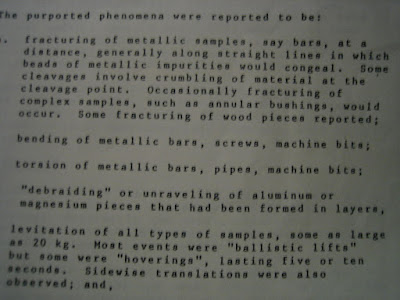 The purported phenomena were reported to be:
fracturing of metallic samples, say bars, at a
distance, generally along straight lines in which
beads of metallic impurities would congeal. Some
cleavages involve crumbling of material at the
cleavage point. Occasionally fracturing of
complex samples, such as annular bushings, would
occur. Some fracturing of wood pieces reported;
bending of metallic bars, screws, machine bits;
torsion of metallic bars, pipes, machine bits;
"debraiding" or unraveling of aluminum or
magnesium pieces that had been formed in layers,
levitation of all types of samples, some as large
as 20 kg. Most events were "ballistic lifts"
but some were "hoverings", lasting five or ten
seconds. Sidewise translations were also
observed; and,